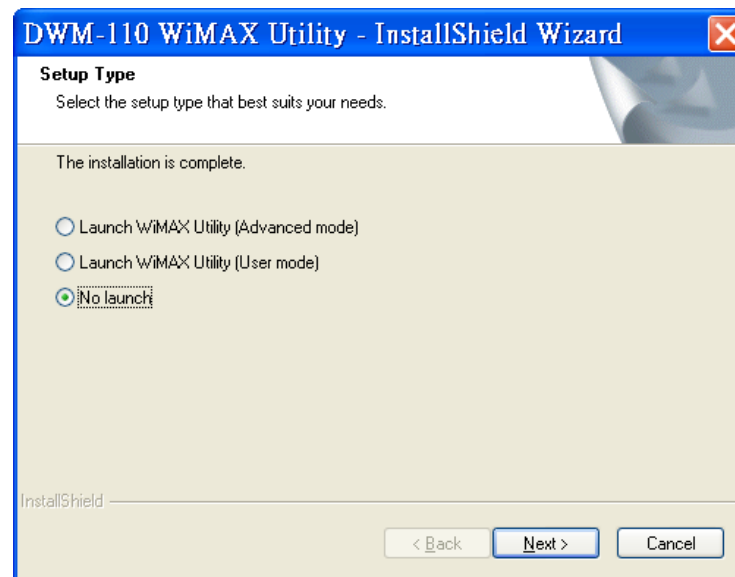 DWM-110 WiMAX Utility - InstallShield Wizard
Setup Type
Select the setup type that best suits your needs.
The installation is complete.
Launch WiMAX Utility (Advanced mode)
Launch WiMAX Utility (User mode)
No launch
InstallShield
< Back Next > Cancel